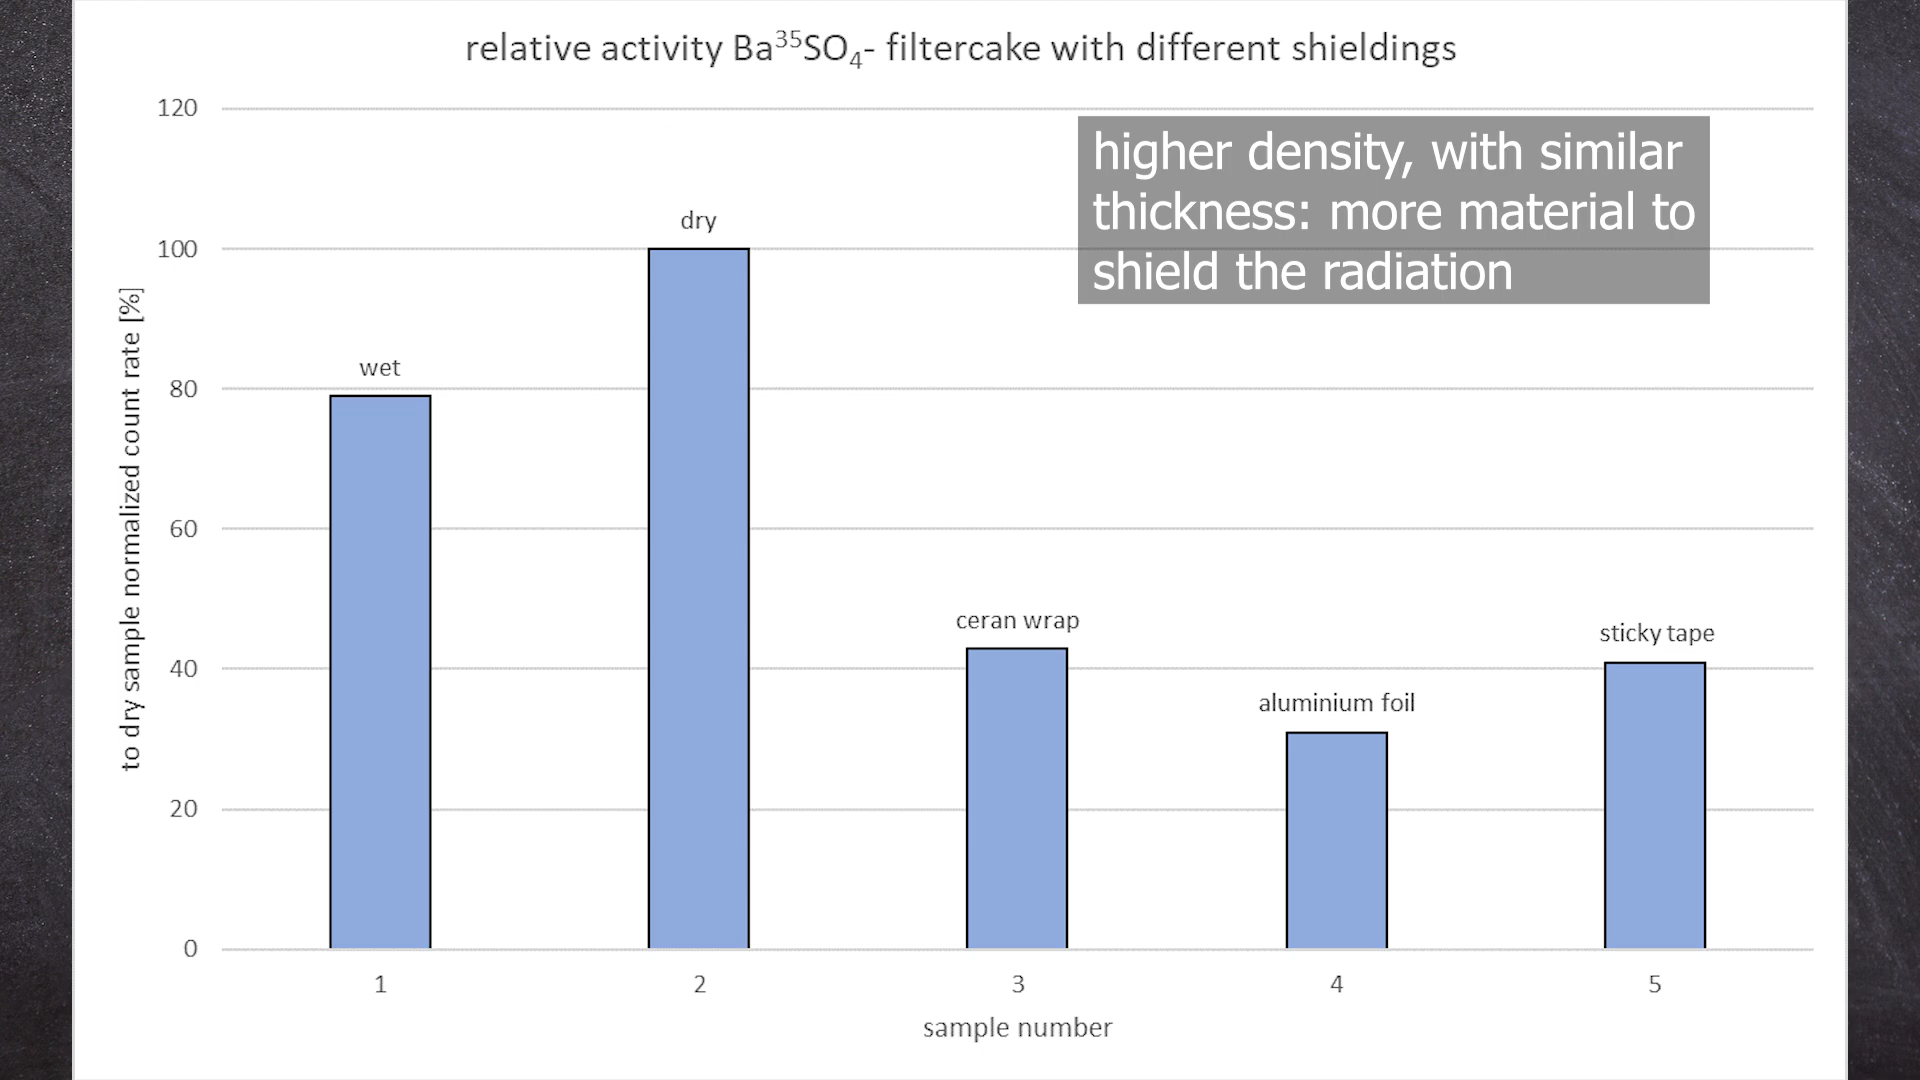 relative activity Ba³⁵SO₄- filtercake with different shieldings
120
100
80
60
40
20
0
to dry sample normalized count rate [%]
higher density, with similar
thickness: more material to
shield the radiation
wet
dry
ceran wrap
aluminium foil
sticky tape
1 2 3 4 5
sample number